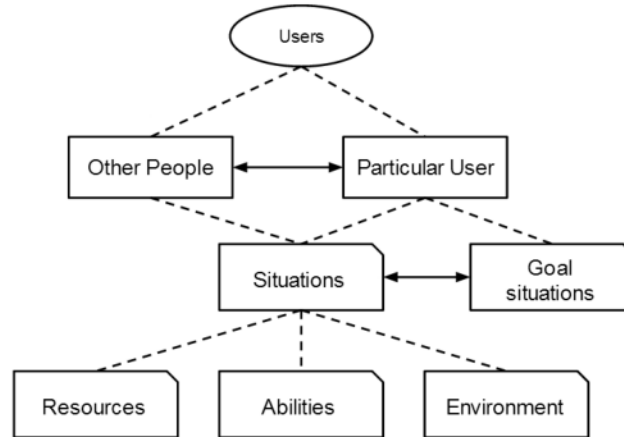 Users
Other People
Particular User
Situations
Goal
situations
Resources
Abilities
Environment